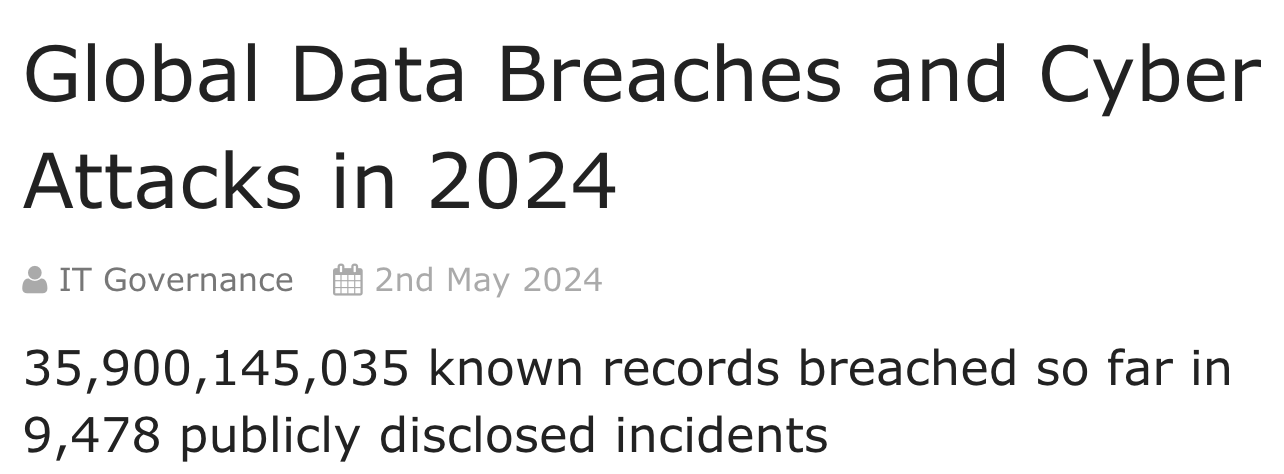 Global Data Breaches and Cyber
Attacks in 2024
IT Governance 2nd May 2024
35,900,145,035 known records breached so far in
9,478 publicly disclosed incidents